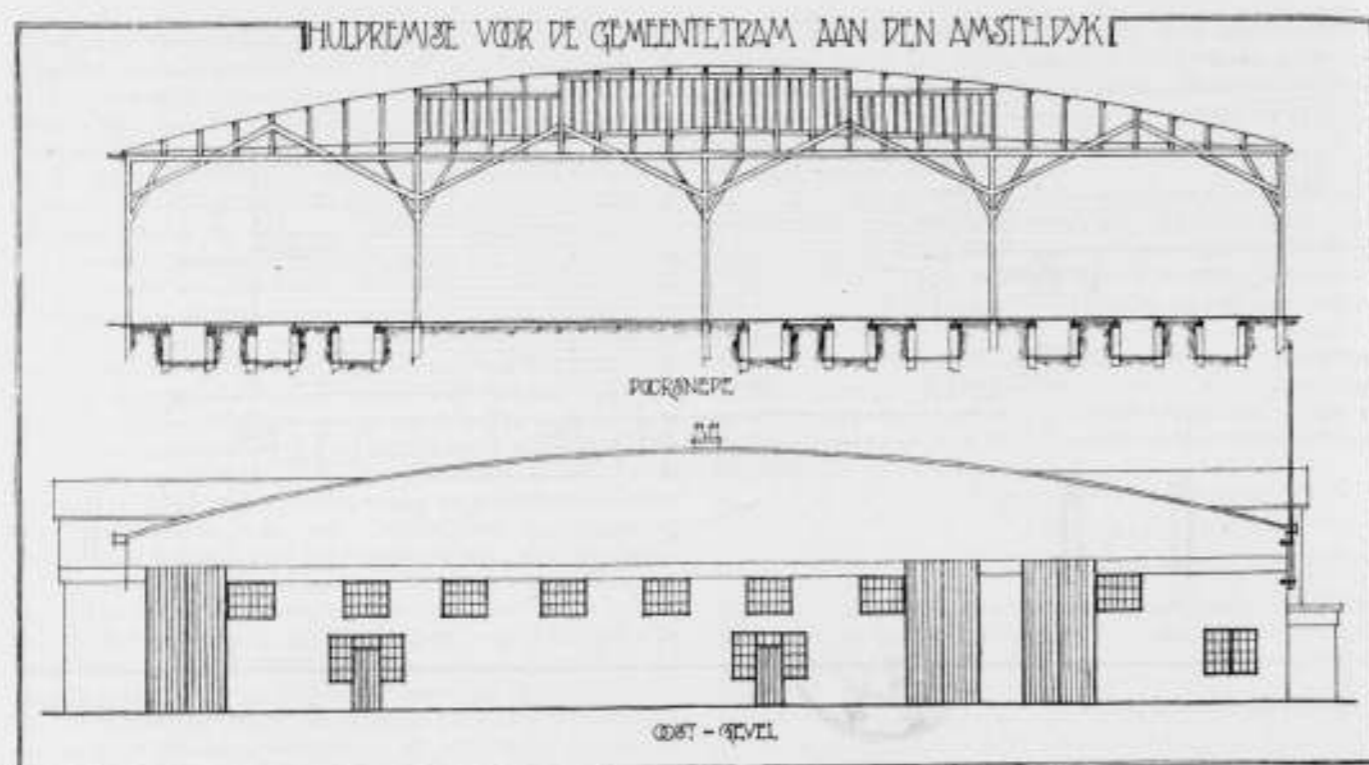 HULPREMISE VOOR DE GEMEENTETRAM AAN DEN AMSTELDYK
DOORSNEDE
OOST - GEVEL